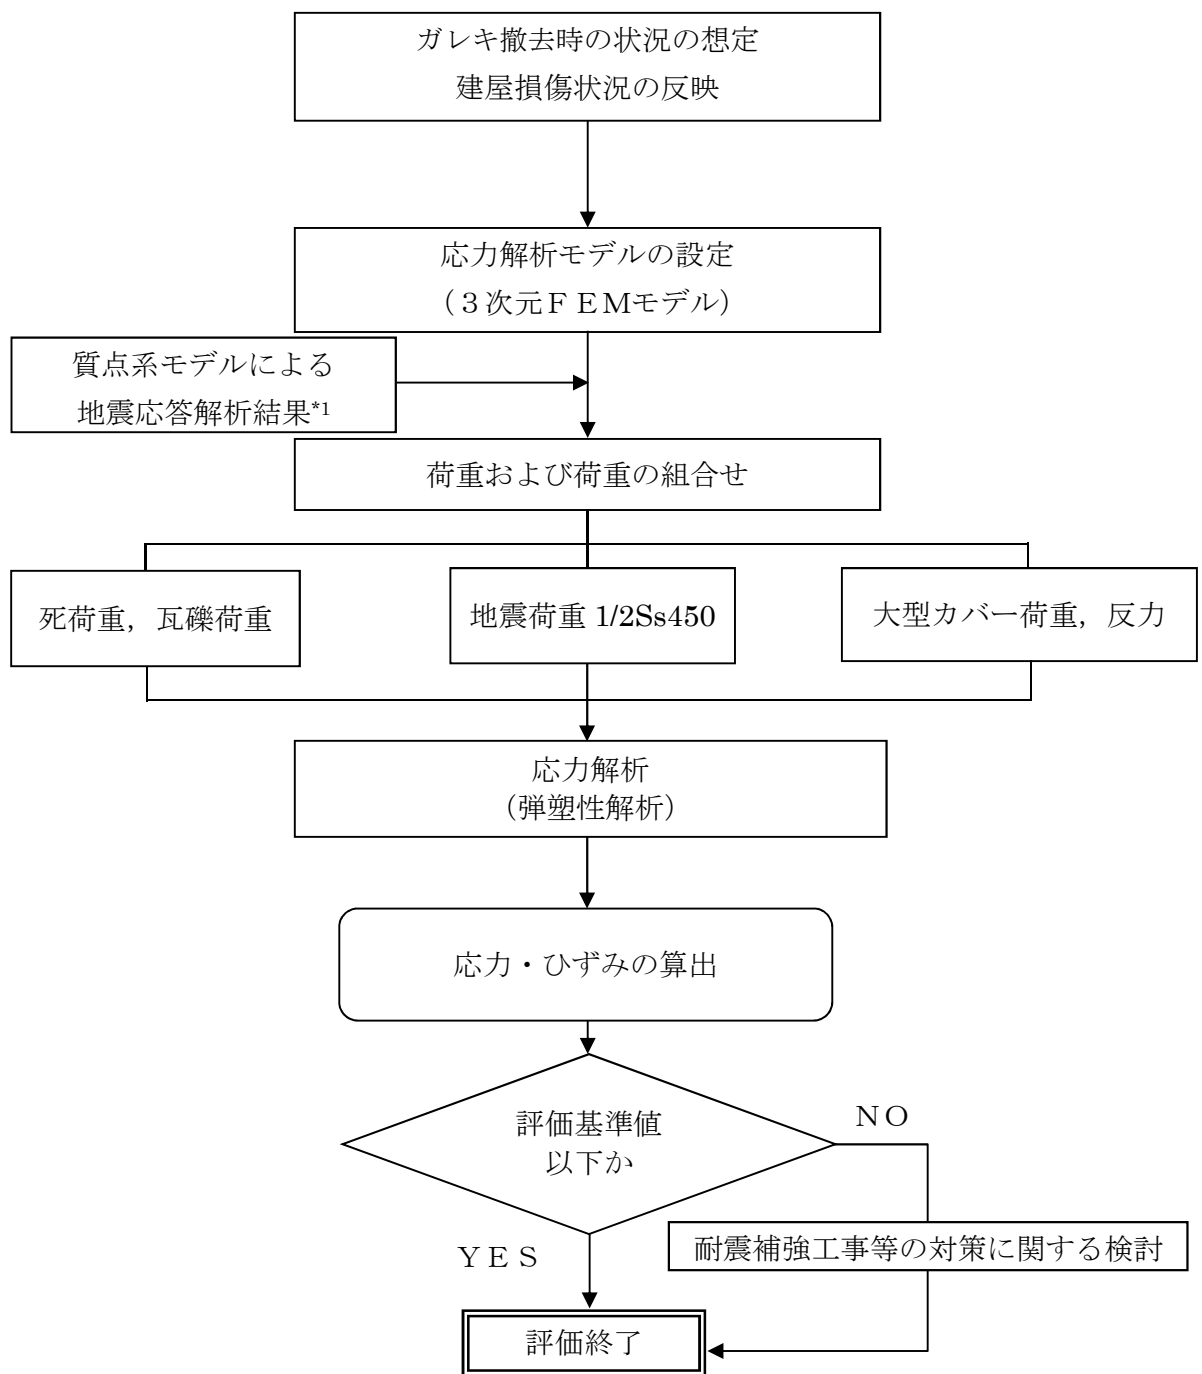 ガレキ撤去時の状況の想定
建屋損傷状況の反映
応力解析モデルの設定
（３次元ＦＥＭモデル）
質点系モデルによる
地震応答解析結果*1
荷重および荷重の組合せ
死荷重，瓦礫荷重
地震荷重 1/2Ss450
大型カバー荷重，反力
応力解析
（弾塑性解析）
応力・ひずみの算出
評価基準値
以下か
ＮＯ
ＹＥＳ
耐震補強工事等の対策に関する検討
評価終了